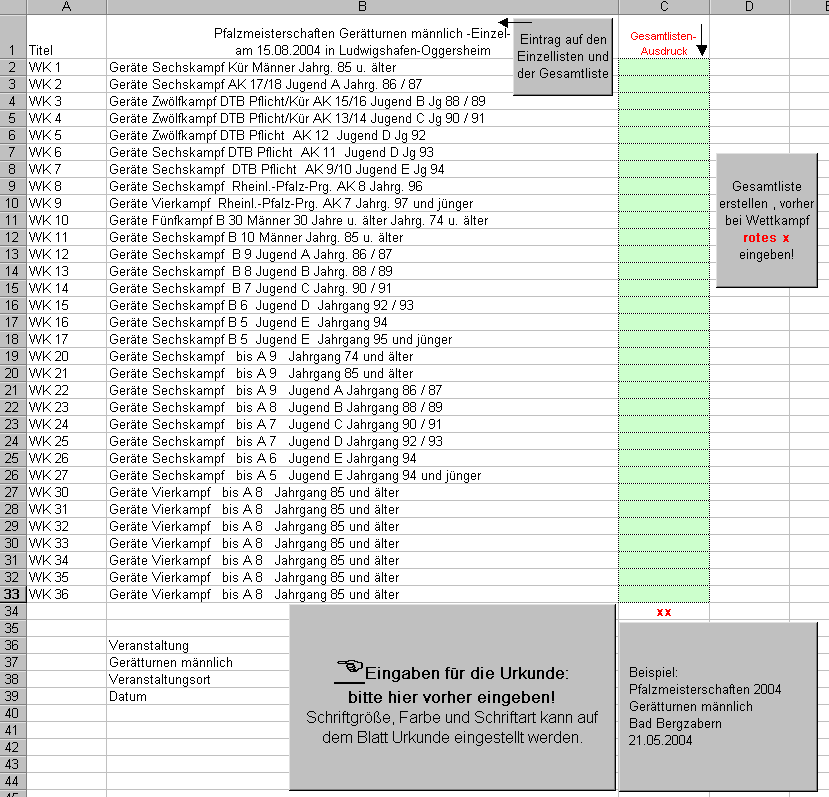 A B C D E
Pfalzmeisterschaften Gerätturnen männlich -Einzel-
1 Titel am 15.08.2004 in Ludwigshafen-Oggersheim
Eintrag auf den
Einzellisten und
der Gesamtliste
Gesamtlisten-
Ausdruck
2 WK 1 Geräte Sechskampf Kür Männer Jahrg. 85 u. älter
3 WK 2 Geräte Sechskampf AK 17/18 Jugend A Jahrg. 86 / 87
4 WK 3 Geräte Zwölfkampf DTB Pflicht/Kür AK 15/16 Jugend B Jg 88 / 89
5 WK 4 Geräte Zwölfkampf DTB Pflicht/Kür AK 13/14 Jugend C Jg 90 / 91
6 WK 5 Geräte Zwölfkampf DTB Pflicht AK 12 Jugend D Jg 92
7 WK 6 Geräte Sechskampf DTB Pflicht AK 11 Jugend D Jg 93
8 WK 7 Geräte Sechskampf DTB Pflicht AK 9/10 Jugend E Jg 94
9 WK 8 Geräte Sechskampf Rheinl.-Pfalz-Prg. AK 8 Jahrg. 96
10 WK 9 Geräte Vierkampf Rheinl.-Pfalz-Prg. AK 7 Jahrg. 97 und jünger
11 WK 10 Geräte Fünfkampf B 30 Männer 30 Jahre u. älter Jahrg. 74 u. älter
12 WK 11 Geräte Sechskampf B 10 Männer Jahrg. 85 u. älter
13 WK 12 Geräte Sechskampf B 9 Jugend A Jahrg. 86 / 87
14 WK 13 Geräte Sechskampf B 8 Jugend B Jahrg. 88 / 89
15 WK 14 Geräte Sechskampf B 7 Jugend C Jahrg. 90 / 91
16 WK 15 Geräte Sechskampf B 6 Jugend D Jahrgang 92 / 93
17 WK 16 Geräte Sechskampf B 5 Jugend E Jahrgang 94
18 WK 17 Geräte Sechskampf B 5 Jugend E Jahrgang 95 und jünger
19 WK 20 Geräte Sechskampf bis A 9 Jahrgang 74 und älter
20 WK 21 Geräte Sechskampf bis A 9 Jahrgang 85 und älter
21 WK 22 Geräte Sechskampf bis A 9 Jugend A Jahrgang 86 / 87
22 WK 23 Geräte Sechskampf bis A 8 Jugend B Jahrgang 88 / 89
23 WK 24 Geräte Sechskampf bis A 7 Jugend C Jahrgang 90 / 91
24 WK 25 Geräte Sechskampf bis A 7 Jugend D Jahrgang 92 / 93
25 WK 26 Geräte Sechskampf bis A 6 Jugend E Jahrgang 94
26 WK 27 Geräte Sechskampf bis A 5 Jugend E Jahrgang 94 und jünger
27 WK 30 Geräte Vierkampf bis A 8 Jahrgang 85 und älter
28 WK 31 Geräte Vierkampf bis A 8 Jahrgang 85 und älter
29 WK 32 Geräte Vierkampf bis A 8 Jahrgang 85 und älter
30 WK 33 Geräte Vierkampf bis A 8 Jahrgang 85 und älter
31 WK 34 Geräte Vierkampf bis A 8 Jahrgang 85 und älter
32 WK 35 Geräte Vierkampf bis A 8 Jahrgang 85 und älter
33 WK 36 Geräte Vierkampf bis A 8 Jahrgang 85 und älter
Gesamtliste
erstellen , vorher
bei Wettkampf
rotes x
eingeben!
34 xx
35
36 Veranstaltung
37 Gerätturnen männlich
38 Veranstaltungsort
39 Datum
40
41
42
43
44
45
Eingaben für die Urkunde:
bitte hier vorher eingeben!
Schriftgröße, Farbe und Schriftart kann auf
dem Blatt Urkunde eingestellt werden.
Beispiel:
Pfalzmeisterschaften 2004
Gerätturnen männlich
Bad Bergzabern
21.05.2004